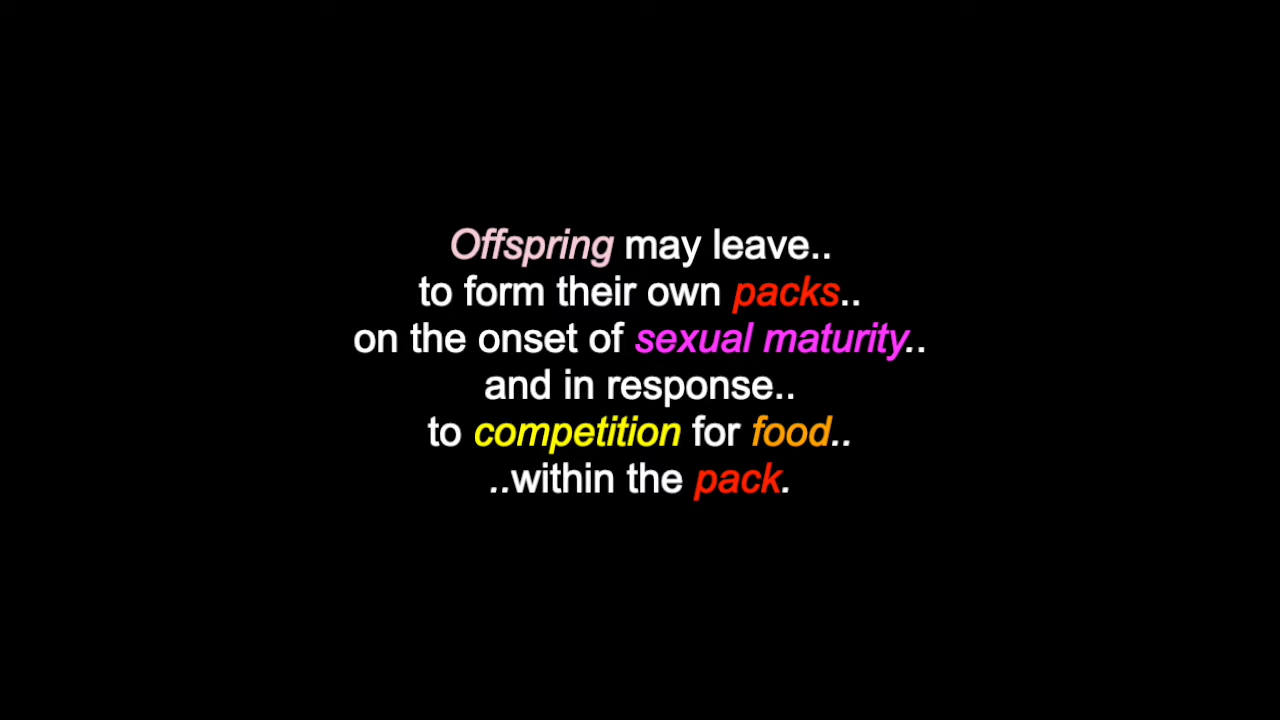 Offspring may leave..
to form their own packs..
on the onset of sexual maturity..
and in response..
to competition for food..
..within the pack.